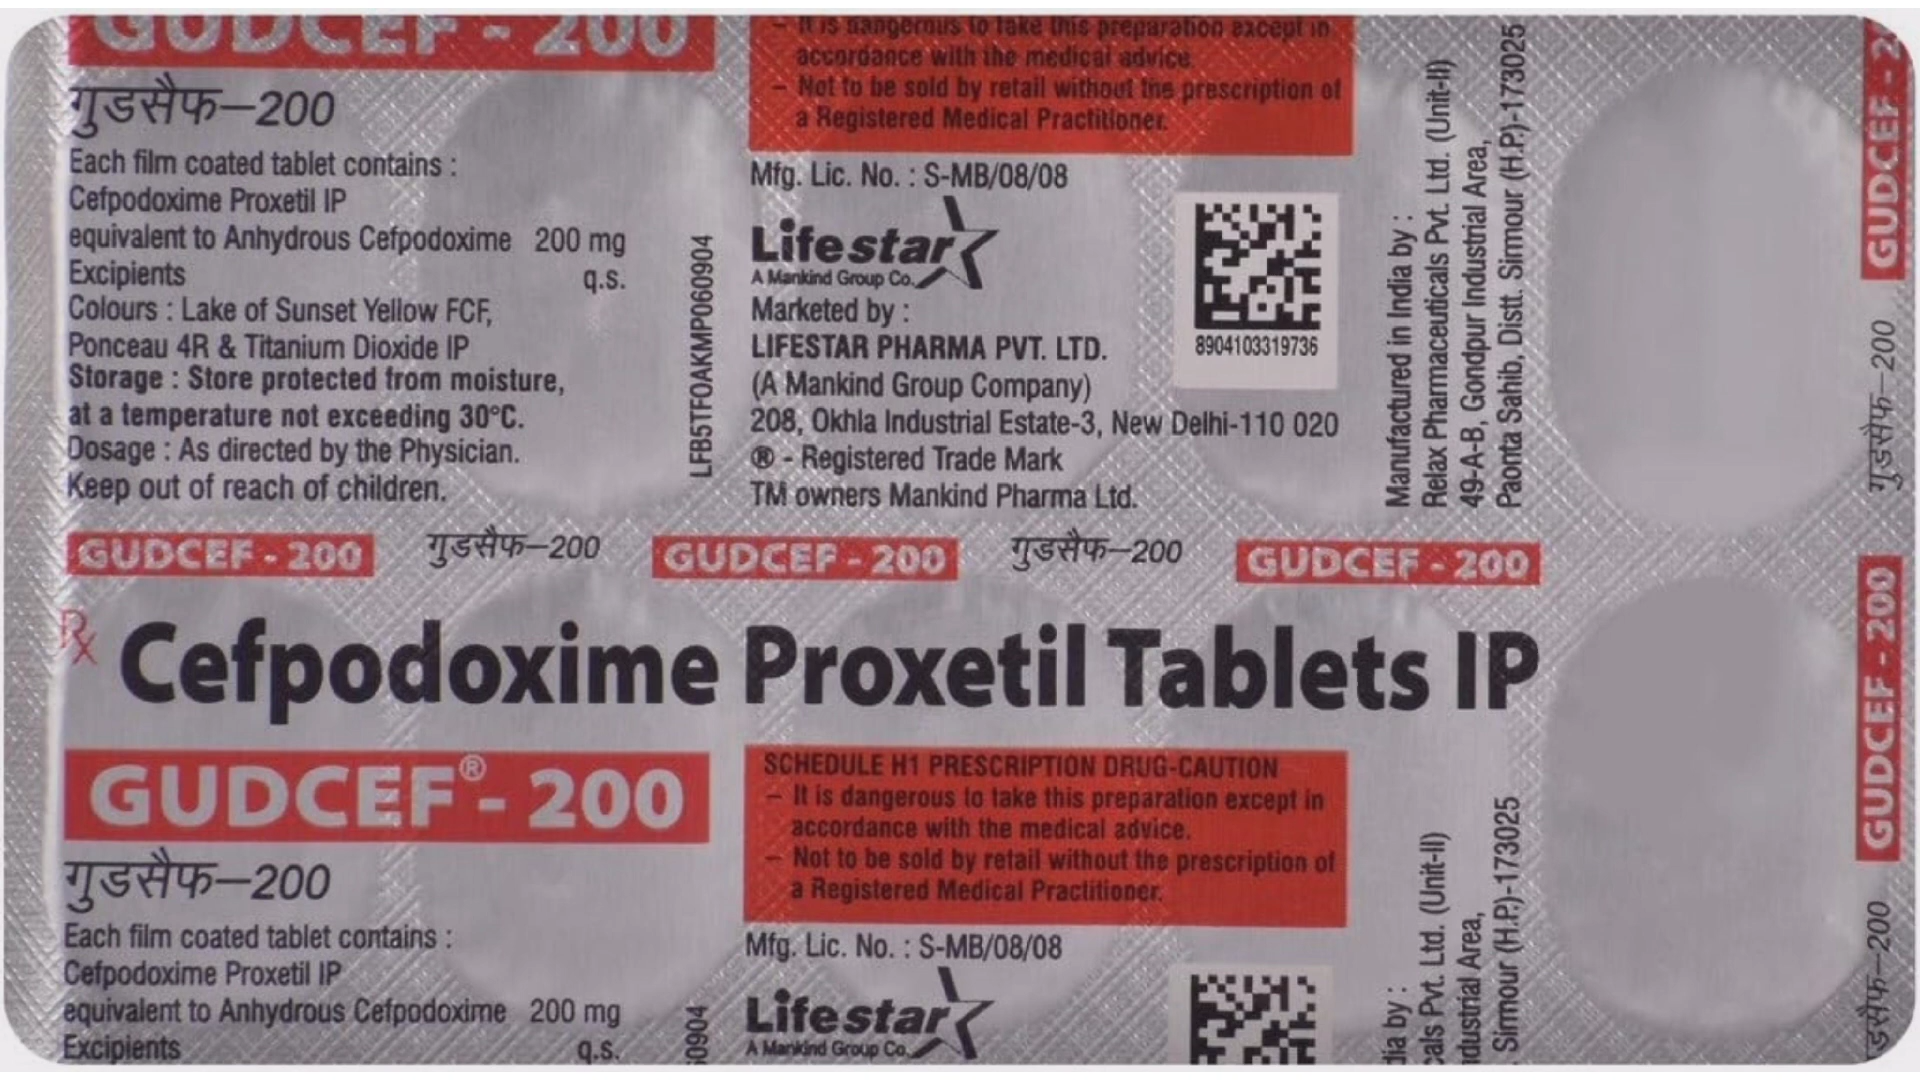 GUDCEF - 200
गुडसैफ–200
Each film coated tablet contains :
Cefpodoxime Proxetil IP
equivalent to Anhydrous Cefpodoxime 200 mg
Excipients q.s.
Colours : Lake of Sunset Yellow FCF,
Ponceau 4R & Titanium Dioxide IP
Storage : Store protected from moisture,
at a temperature not exceeding 30°C.
Dosage : As directed by the Physician.
Keep out of reach of children.
LFB5TFOAKMP060904
– It is dangerous to take this preparation except in
accordance with the medical advice.
– Not to be sold by retail without the prescription of
a Registered Medical Practitioner.
Mfg. Lic. No. : S-MB/08/08
Lifestar
A Mankind Group Co.
Marketed by :
LIFESTAR PHARMA PVT. LTD.
(A Mankind Group Company)
208, Okhla Industrial Estate-3, New Delhi-110 020
® - Registered Trade Mark
TM owners Mankind Pharma Ltd.
8904103319736
Manufactured in India by :
Relax Pharmaceuticals Pvt. Ltd. (Unit-II)
49-A-B, Gondpur Industrial Area,
Paonta Sahib, Distt. Sirmour (H.P.)-173025
GUDCEF - 2
गुडसैफ–200
GUDCEF - 200 गुडसैफ–200 GUDCEF - 200 गुडसैफ–200 GUDCEF - 200
Rx Cefpodoxime Proxetil Tablets IP
GUDCEF® - 200
गुडसैफ–200
Each film coated tablet contains :
Cefpodoxime Proxetil IP
equivalent to Anhydrous Cefpodoxime 200 mg
Excipients q.s.
60904
SCHEDULE H1 PRESCRIPTION DRUG-CAUTION
– It is dangerous to take this preparation except in
accordance with the medical advice.
– Not to be sold by retail without the prescription of
a Registered Medical Practitioner.
Mfg. Lic. No. : S-MB/08/08
Lifestar
A Mankind Group Co.
dia by :
cals Pvt. Ltd. (Unit-II)
dustrial Area,
Sirmour (H.P.)-173025
GUDCEF - 200
गुडसैफ–200